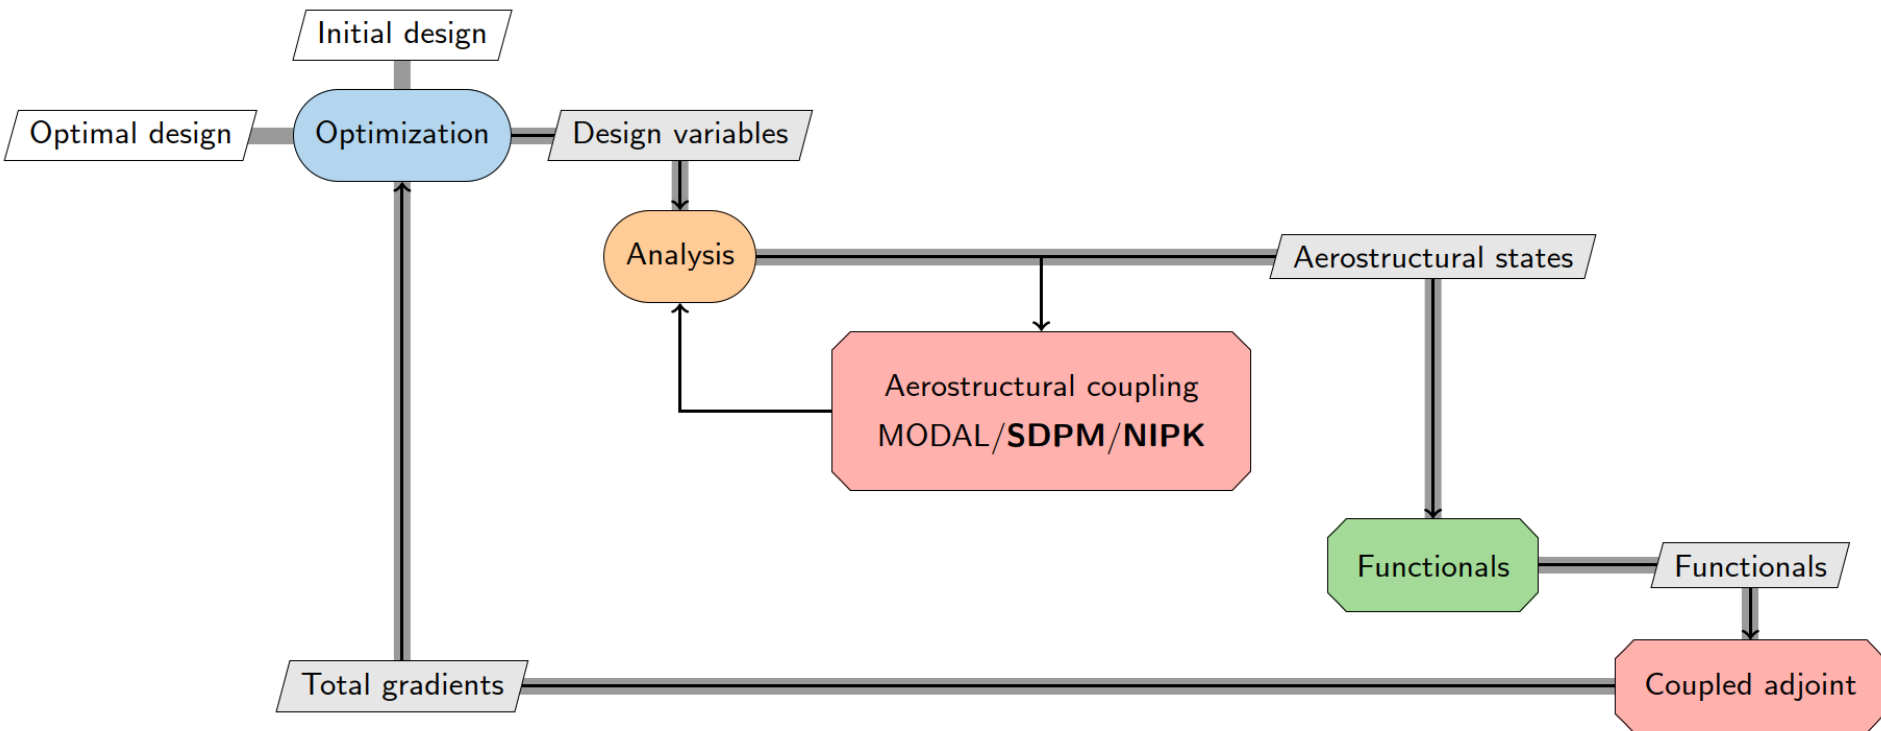 Initial design
Optimal design
Optimization
Design variables
Analysis
Aerostructural states
Aerostructural coupling
MODAL/SDPM/NIPK
Functionals
Functionals
Total gradients
Coupled adjoint